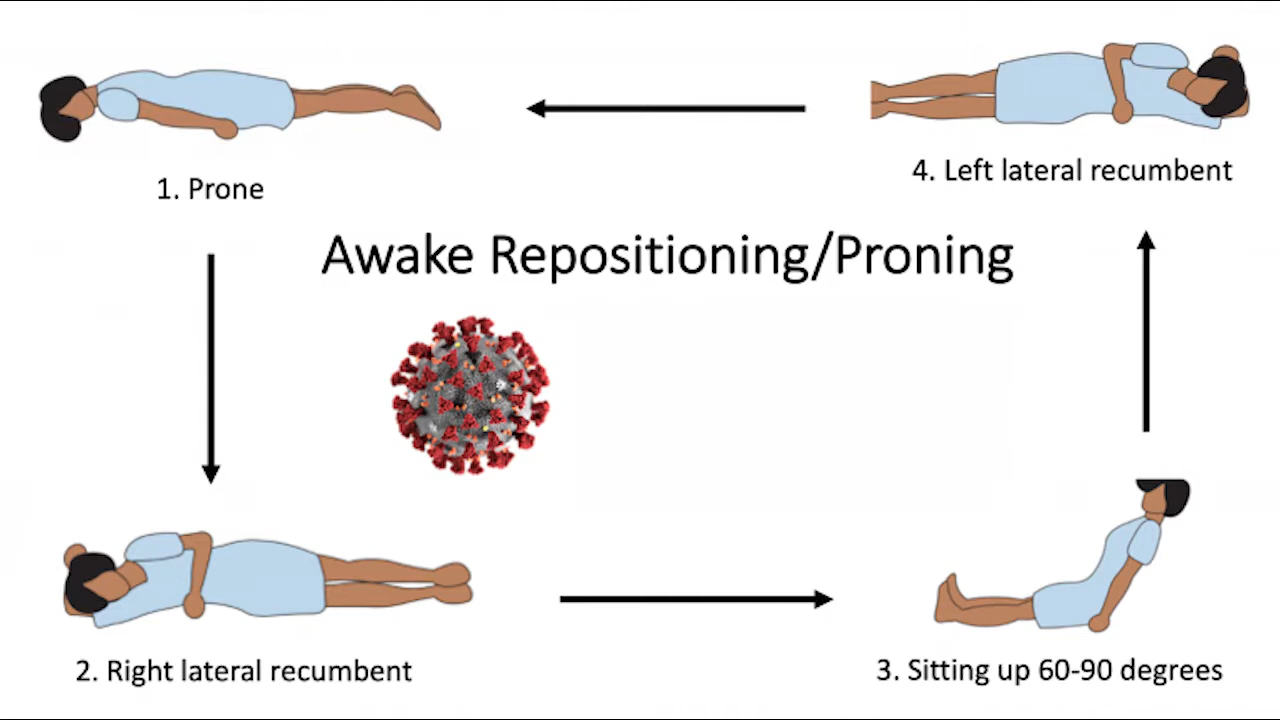 4. Left lateral recumbent
1. Prone
Awake Repositioning/Proning
2. Right lateral recumbent
3. Sitting up 60-90 degrees